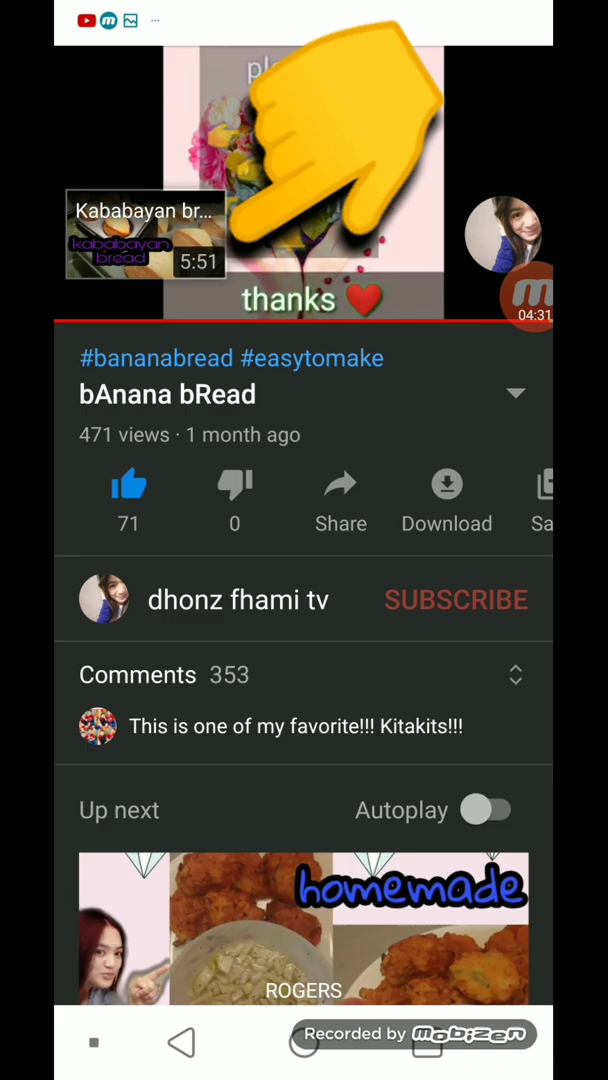 Kababayan br...
kababayan
bread
5:51
thanks
04:31
#bananabread #easytomake
bAnana bRead
471 views · 1 month ago
71
0
Share
Download
Sa
dhonz fhami tv
SUBSCRIBE
Comments 353
This is one of my favorite!!! Kitakits!!!
Up next
Autoplay
homemade
ROGERS
Recorded by mobizen